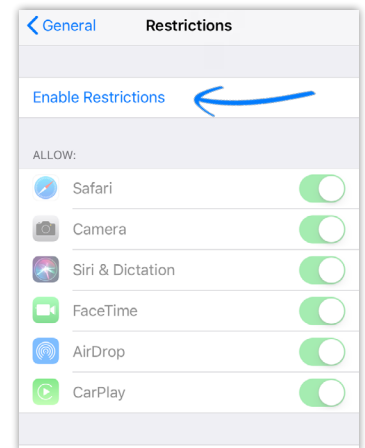 General Restrictions
Enable Restrictions
ALLOW:
Safari
Camera
Siri & Dictation
FaceTime
AirDrop
CarPlay